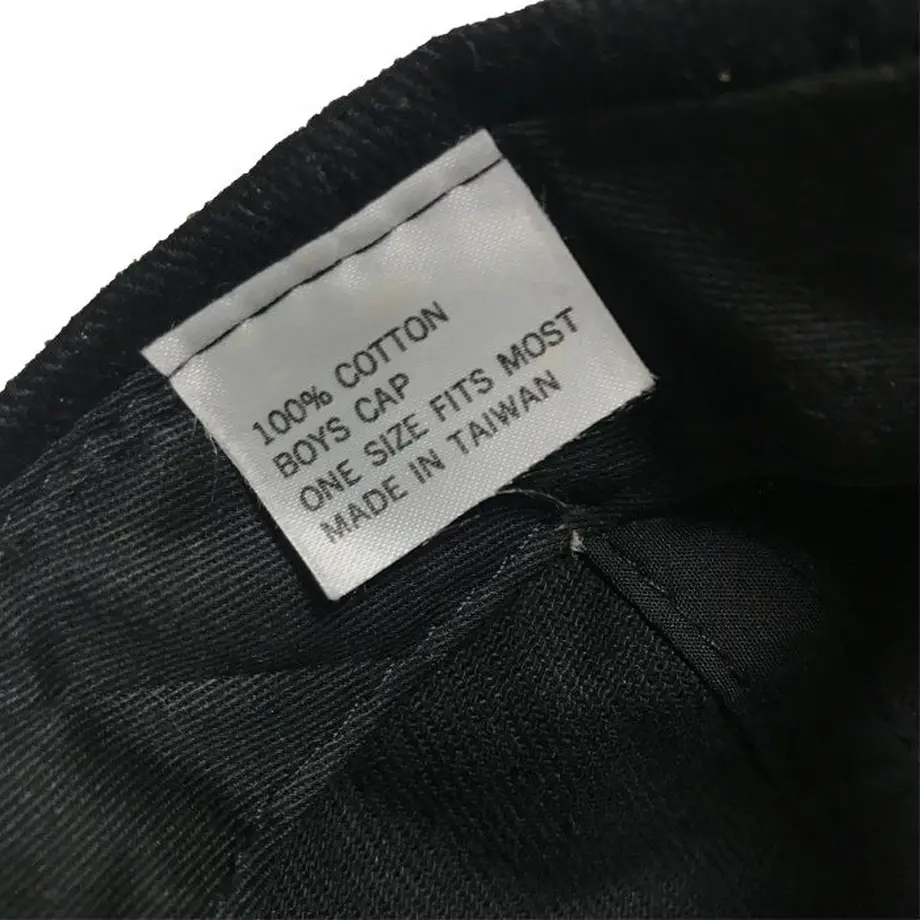 100% COTTON
BOYS CAP
ONE SIZE FITS MOST
MADE IN TAIWAN